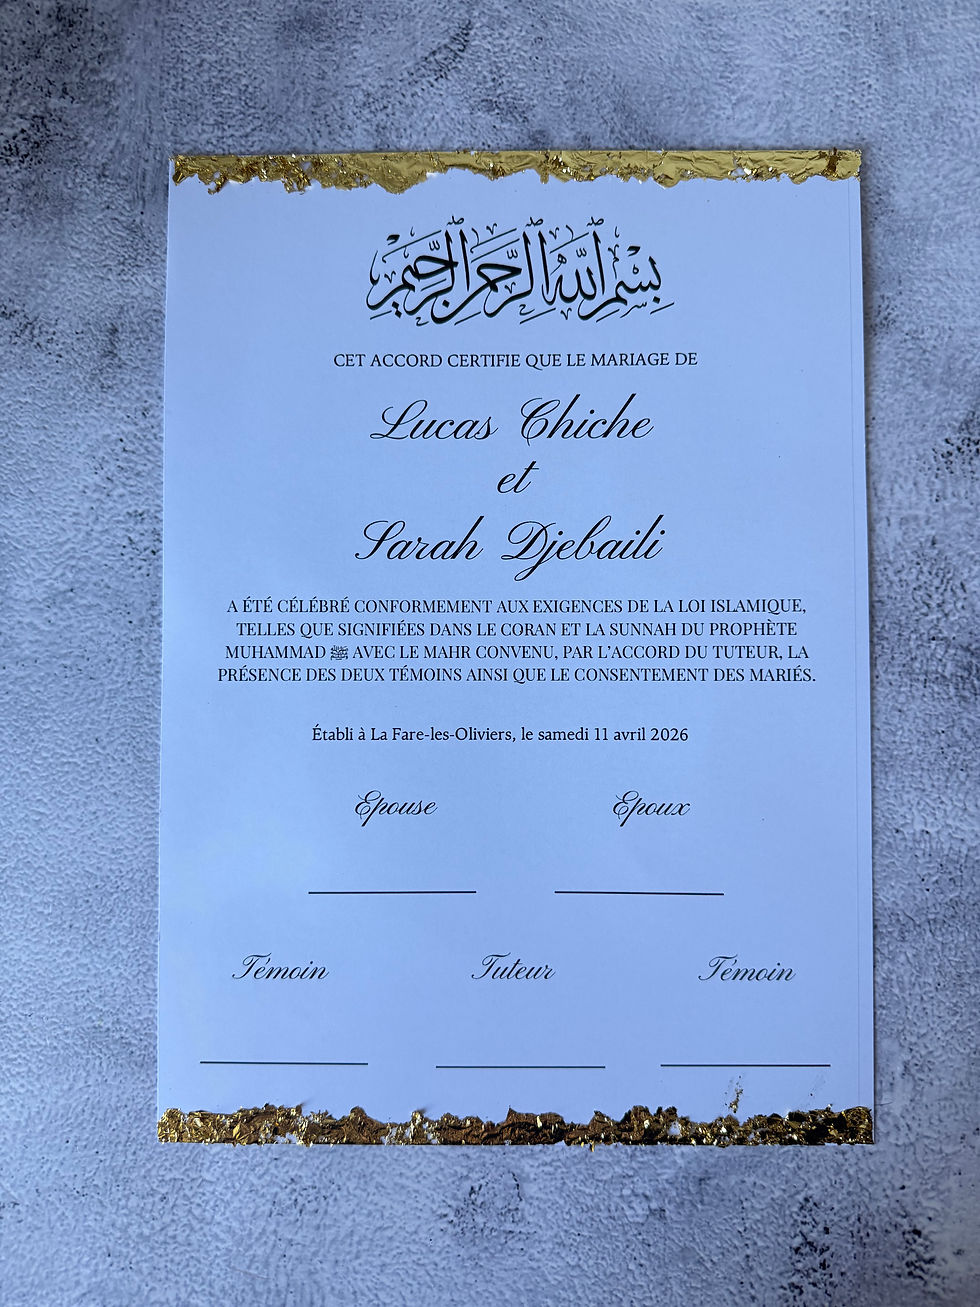 بسم الله الرحمن الرحيم
CET ACCORD CERTIFIE QUE LE MARIAGE DE
Lucas Chiche
et
Sarah Djebaili
A ÉTÉ CÉLÉBRÉ CONFORMEMENT AUX EXIGENCES DE LA LOI ISLAMIQUE,
TELLES QUE SIGNIFIÉES DANS LE CORAN ET LA SUNNAH DU PROPHÈTE
MUHAMMAD ﷺ AVEC LE MAHR CONVENU, PAR L’ACCORD DU TUTEUR, LA
PRÉSENCE DES DEUX TÉMOINS AINSI QUE LE CONSENTEMENT DES MARIÉS.
Établi à La Fare-les-Oliviers, le samedi 11 avril 2026
Epouse Epoux
Témoin Tuteur Témoin